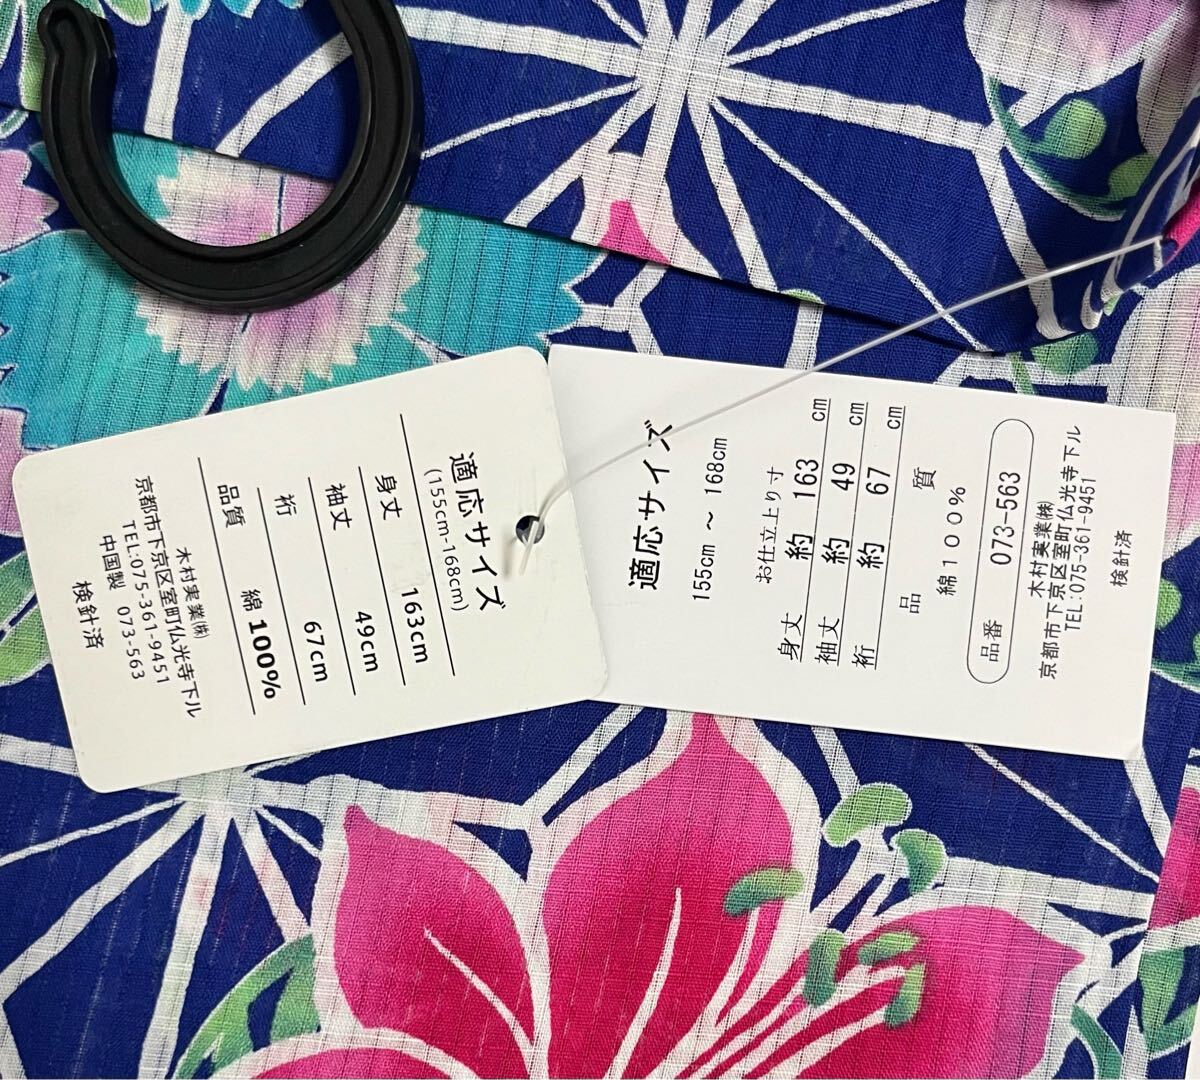 適応サイズ
(155cm-168cm)
身丈 163cm
袖丈 49cm
裄 67cm
品質 綿100%
木村実業㈱
京都市下京区室町仏光寺下ル
TEL:075-361-9451
中国製 073-563
検針済
適応サイズ
155cm ～ 168cm
お仕立上り寸
身丈 約 163 cm
袖丈 約 49 cm
裄 約 67 cm
品 質
綿１００％
品番 073-563
木村実業㈱
京都市下京区室町仏光寺下ル
TEL:075-361-9451
検針済